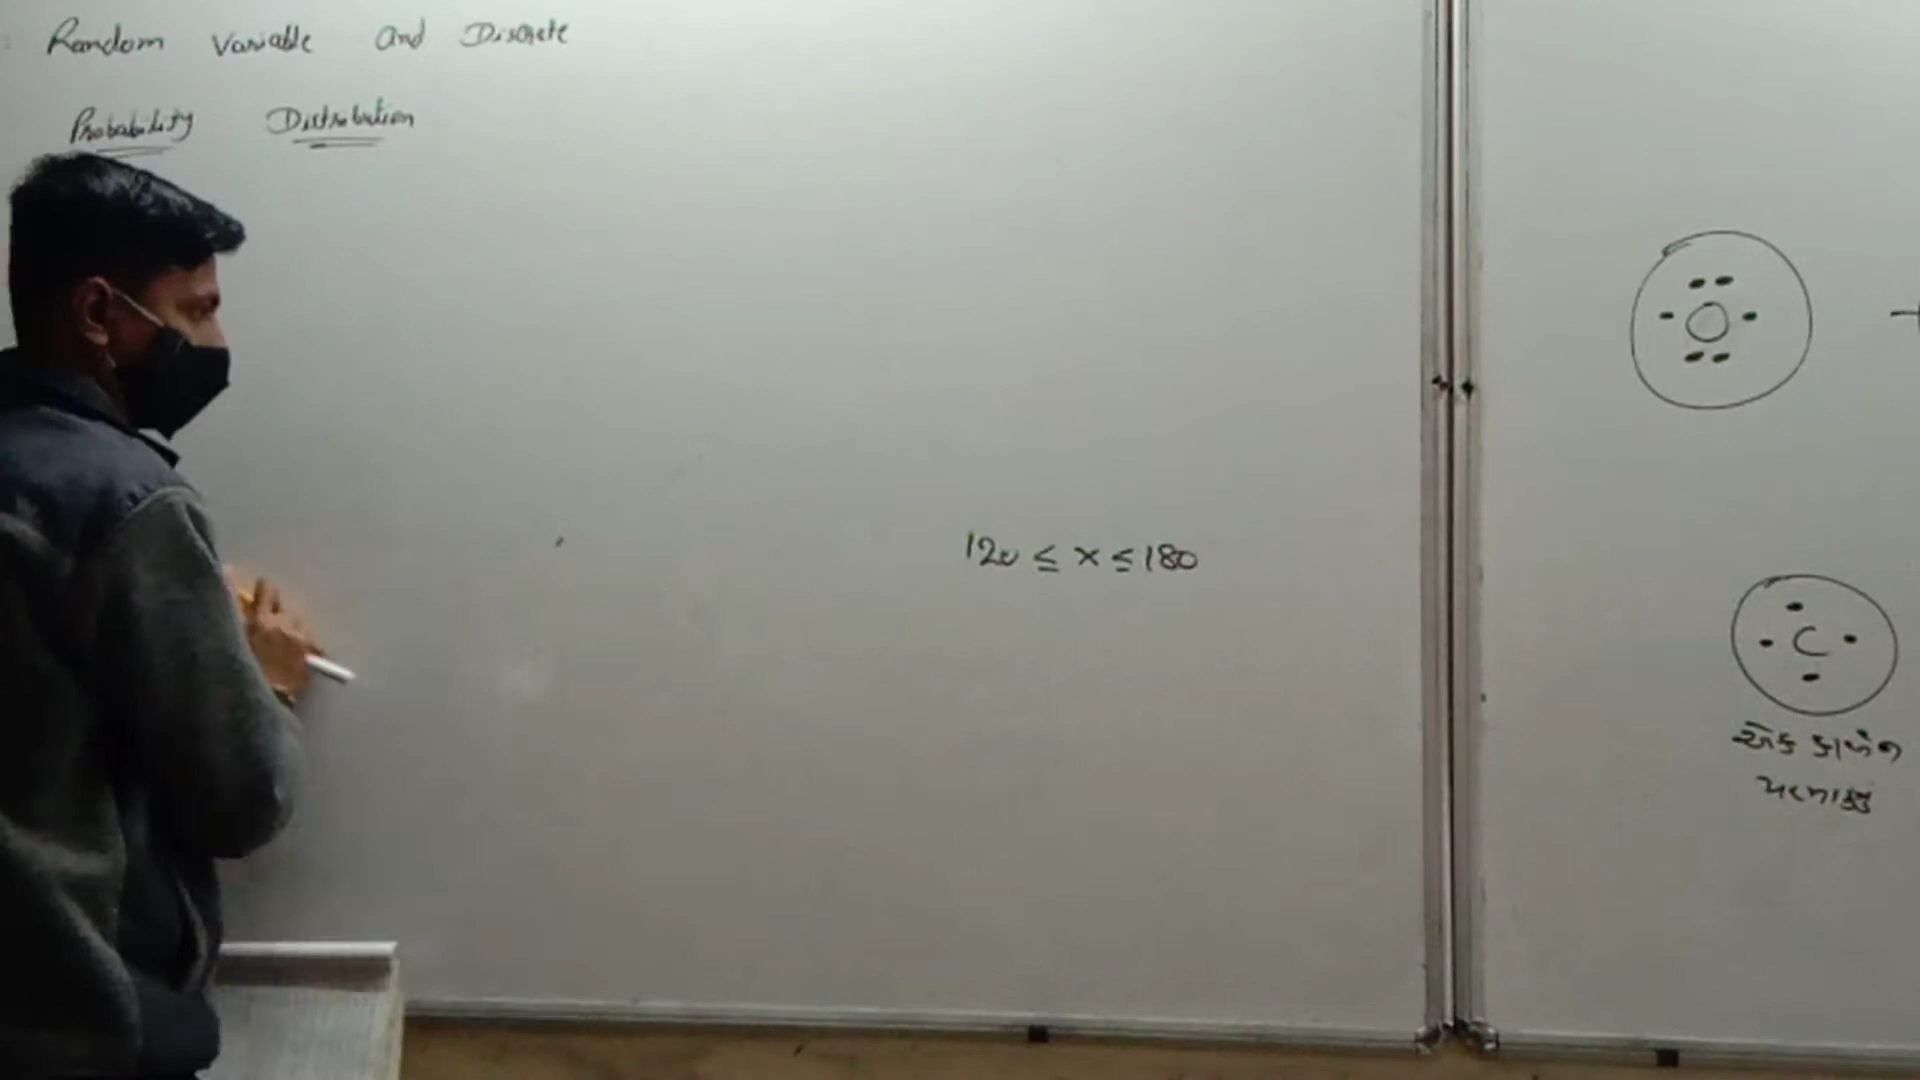 Random Variable and Discrete
Probability Distribution
120 ≤ x ≤ 180
C
એક કાર્બન
પરમાણુ